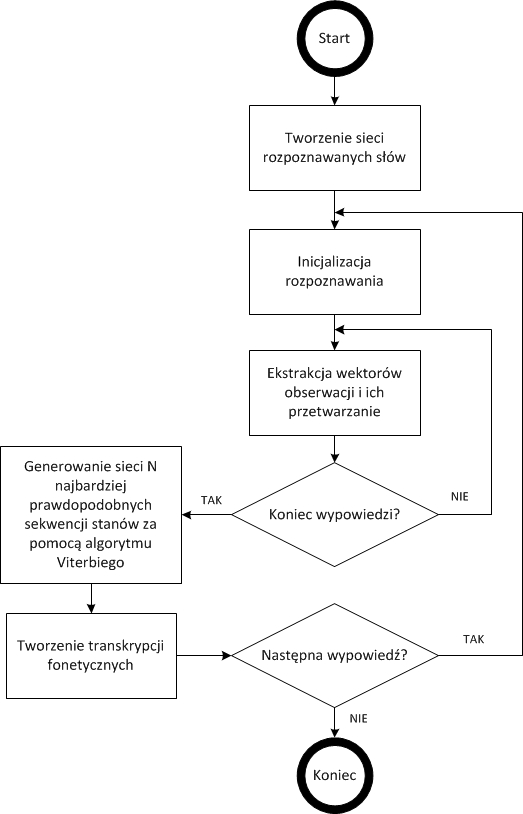 Start
Tworzenie sieci
rozpoznawanych słów
Inicjalizacja
rozpoznawania
Ekstrakcja wektorów
obserwacji i ich
przetwarzanie
Koniec wypowiedzi?
NIE
TAK
Generowanie sieci N
najbardziej
prawdopodobnych
sekwencji stanów za
pomocą algorytmu
Viterbiego
Tworzenie transkrypcji
fonetycznych
Następna wypowiedź?
TAK
NIE
Koniec